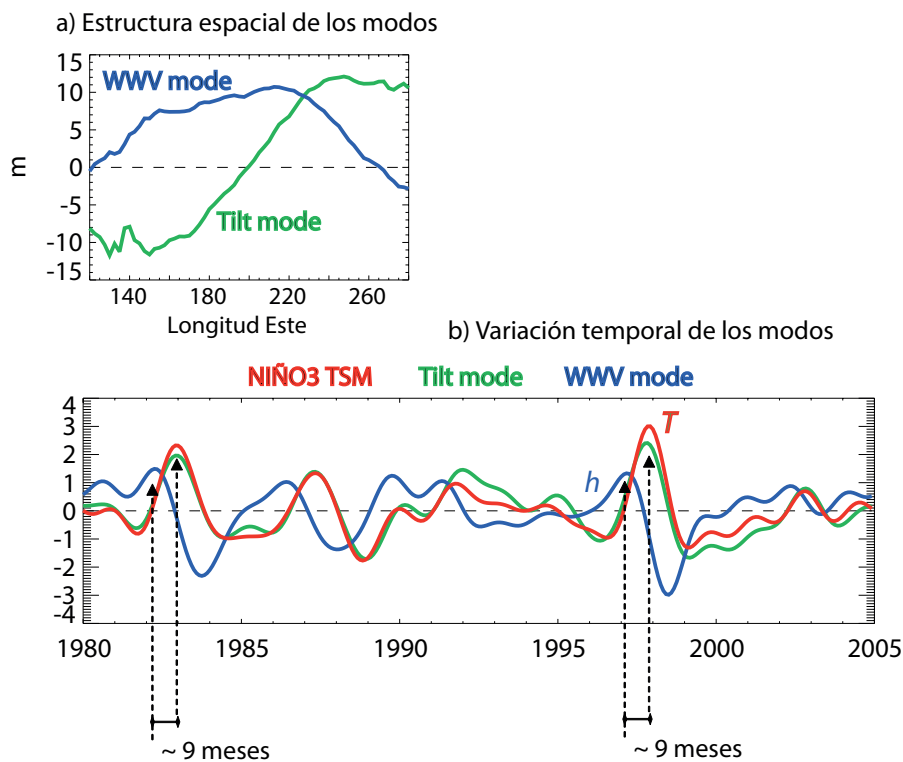 a) Estructura espacial de los modos
15
10
5
0
-5
-10
-15
m
WWV mode
Tilt mode
140 180 220 260
Longitud Este
b) Variación temporal de los modos
NIÑO3 TSM Tilt mode WWV mode
4
3
2
1
0
-1
-2
-3
-4
h
T
1980 1985 1990 1995 2000 2005
~ 9 meses ~ 9 meses